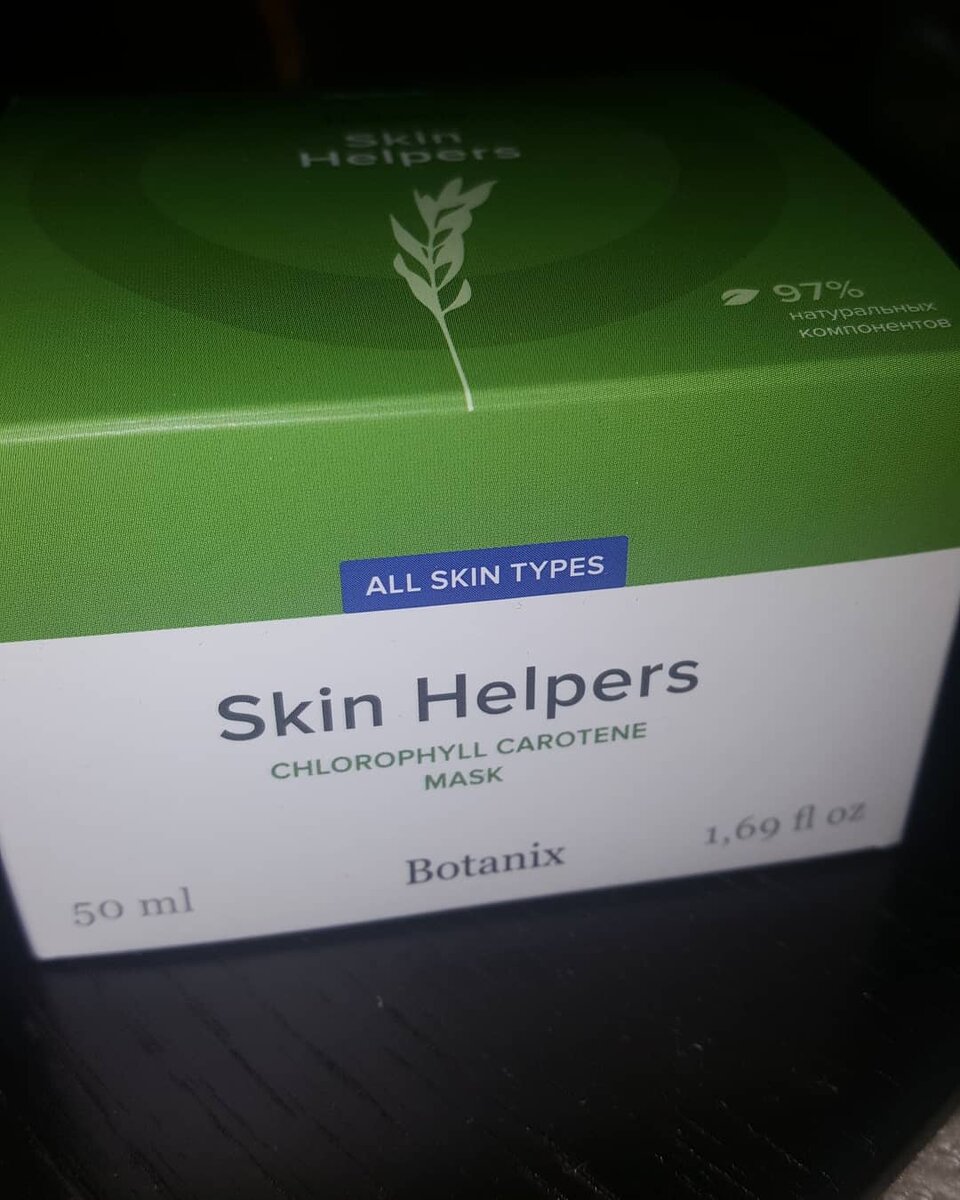 Skin
Helpers
97%
натуральных
компонентов
ALL SKIN TYPES
Skin Helpers
CHLOROPHYLL CAROTENE
MASK
Botanix
50 ml
1,69 fl oz